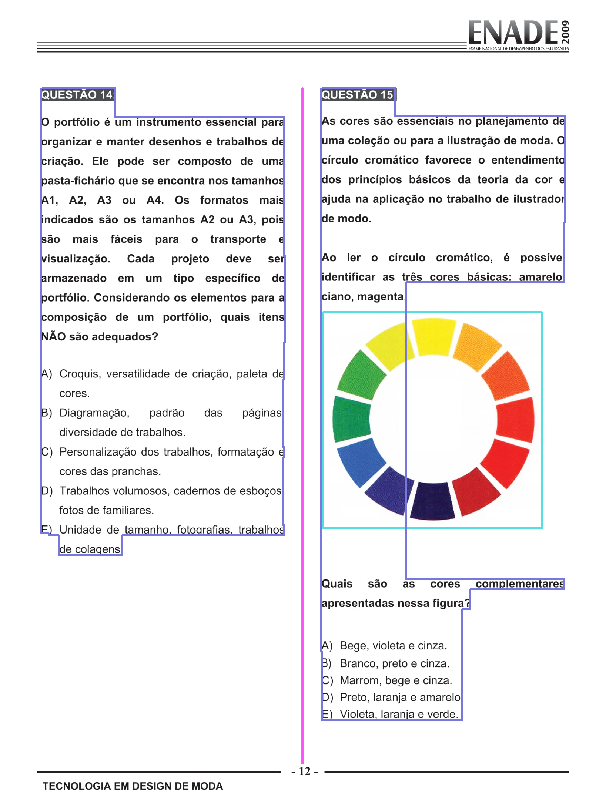 ENADE 2009
QUESTÃO 14
O portfólio é um instrumento essencial para
organizar e manter desenhos e trabalhos de
criação. Ele pode ser composto de uma
pasta-fichário que se encontra nos tamanhos
A1, A2, A3 ou A4. Os formatos mais
indicados são os tamanhos A2 ou A3, pois
são mais fáceis para o transporte e
visualização. Cada projeto deve ser
armazenado em um tipo específico de
portfólio. Considerando os elementos para a
composição de um portfólio, quais itens
NÃO são adequados?
A) Croquis, versatilidade de criação, paleta de
cores.
B) Diagramação, padrão das páginas,
diversidade de trabalhos.
C) Personalização dos trabalhos, formatação e
cores das pranchas.
D) Trabalhos volumosos, cadernos de esboços,
fotos de familiares.
E) Unidade de tamanho, fotografias, trabalhos
de colagens.
QUESTÃO 15
As cores são essenciais no planejamento de
uma coleção ou para a ilustração de moda. O
círculo cromático favorece o entendimento
dos princípios básicos da teoria da cor e
ajuda na aplicação no trabalho de ilustrador
de moda.
Ao ler o círculo cromático, é possível
identificar as três cores básicas: amarelo,
ciano, magenta.
Quais são as cores complementares
apresentadas nessa figura?
A) Bege, violeta e cinza.
B) Branco, preto e cinza.
C) Marrom, bege e cinza.
D) Preto, laranja e amarelo.
E) Violeta, laranja e verde.
- 12 -
TECNOLOGIA EM DESIGN DE MODA